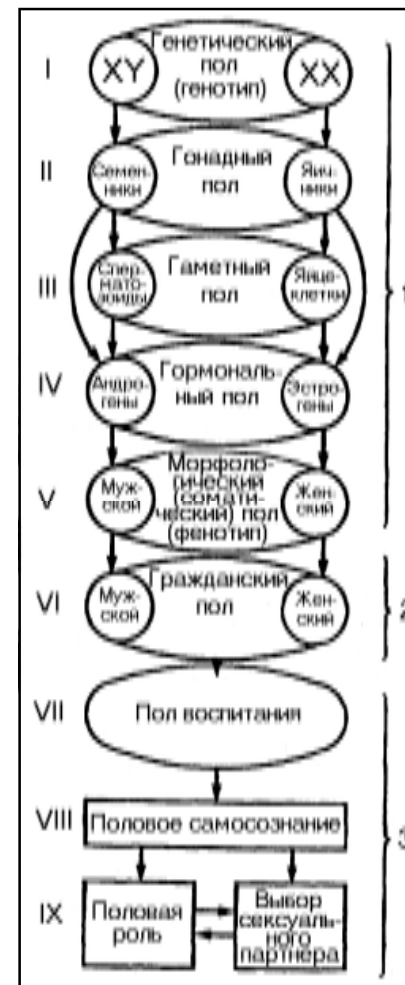 I
XY
Генетический
пол
(генотип)
XX
II
Семен-
ники
Гонадный
пол
Яич-
ники
III
Спер-
мато-
зоиды
Гаметный
пол
Яйце-
клетки
1
IV
Андро-
гены
Гормональ-
ный пол
Эстро-
гены
V
Муж-
ской
Морфоло-
гический
(сомати-
ческий) пол
(фенотип)
Жен-
ский
VI
Муж-
ской
Гражданский
пол
Жен-
ский
2
VII
Пол воспитания
VIII
Половое самосознание
3
IX
Половая
роль
Выбор
сексуаль-
ного
партнёра